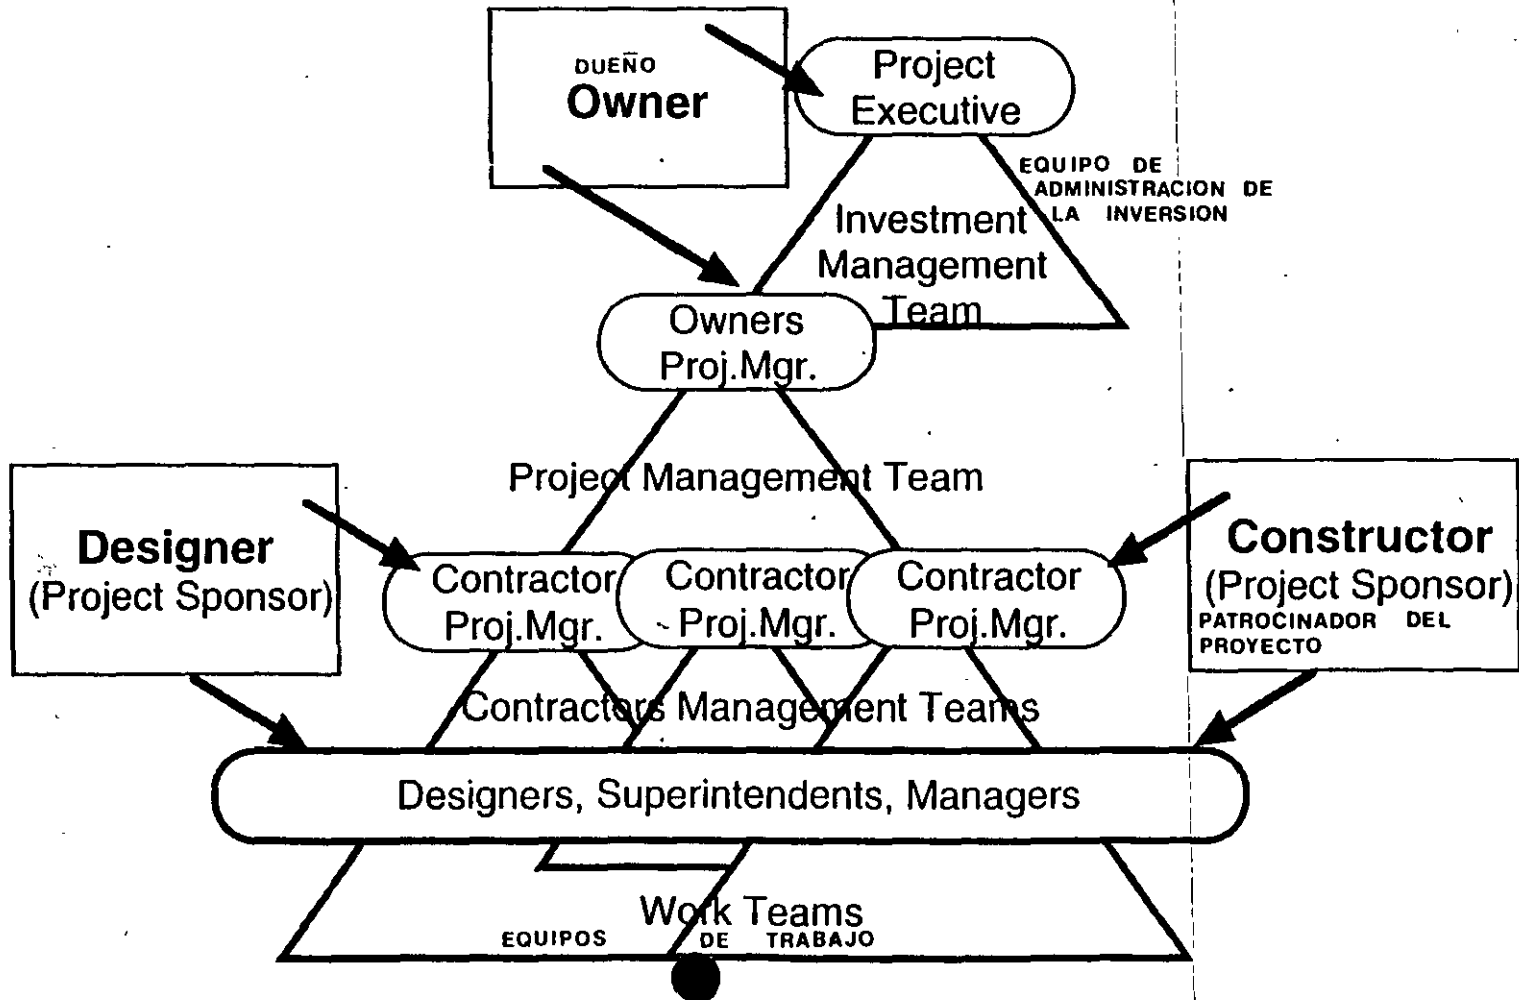 DUEÑO
Owner
Project
Executive
EQUIPO DE
ADMINISTRACION DE
LA INVERSION
Investment
Management
Team
Owners
Proj.Mgr.
Project Management Team
Designer
(Project Sponsor)
Contractor
Proj.Mgr.
Contractor
Proj.Mgr.
Contractor
Proj.Mgr.
Constructor
(Project Sponsor)
PATROCINADOR DEL
PROYECTO
Contractors Management Teams
Designers, Superintendents, Managers
Work Teams
EQUIPOS DE TRABAJO